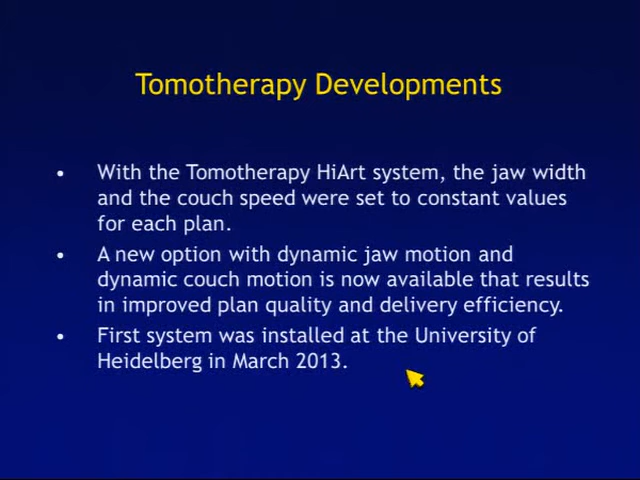 Tomotherapy Developments
• With the Tomotherapy HiArt system, the jaw width
and the couch speed were set to constant values
for each plan.
• A new option with dynamic jaw motion and
dynamic couch motion is now available that results
in improved plan quality and delivery efficiency.
• First system was installed at the University of
Heidelberg in March 2013.